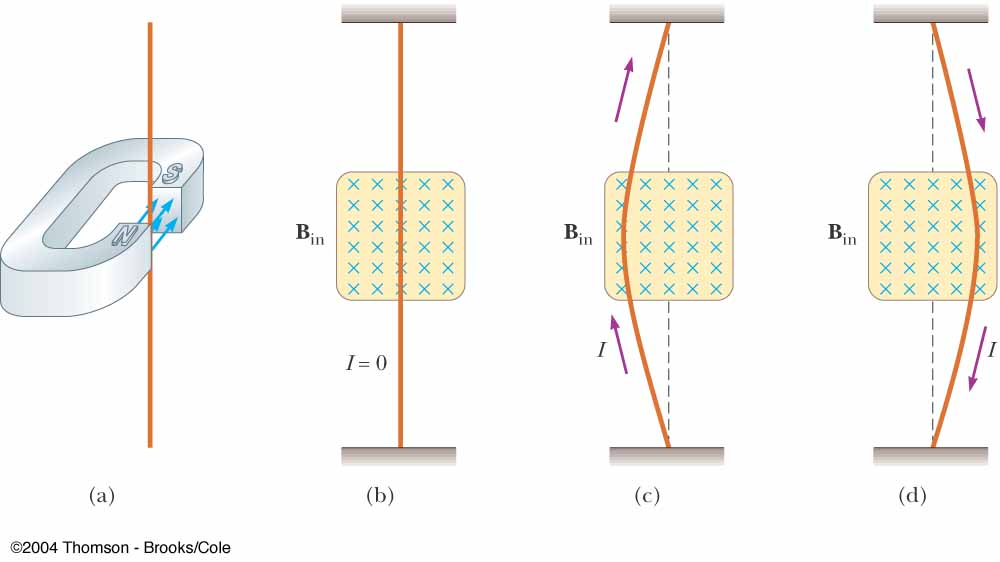 S
N
B_in
I = 0
B_in
I
B_in
I
(a)
(b)
(c)
(d)
©2004 Thomson - Brooks/Cole